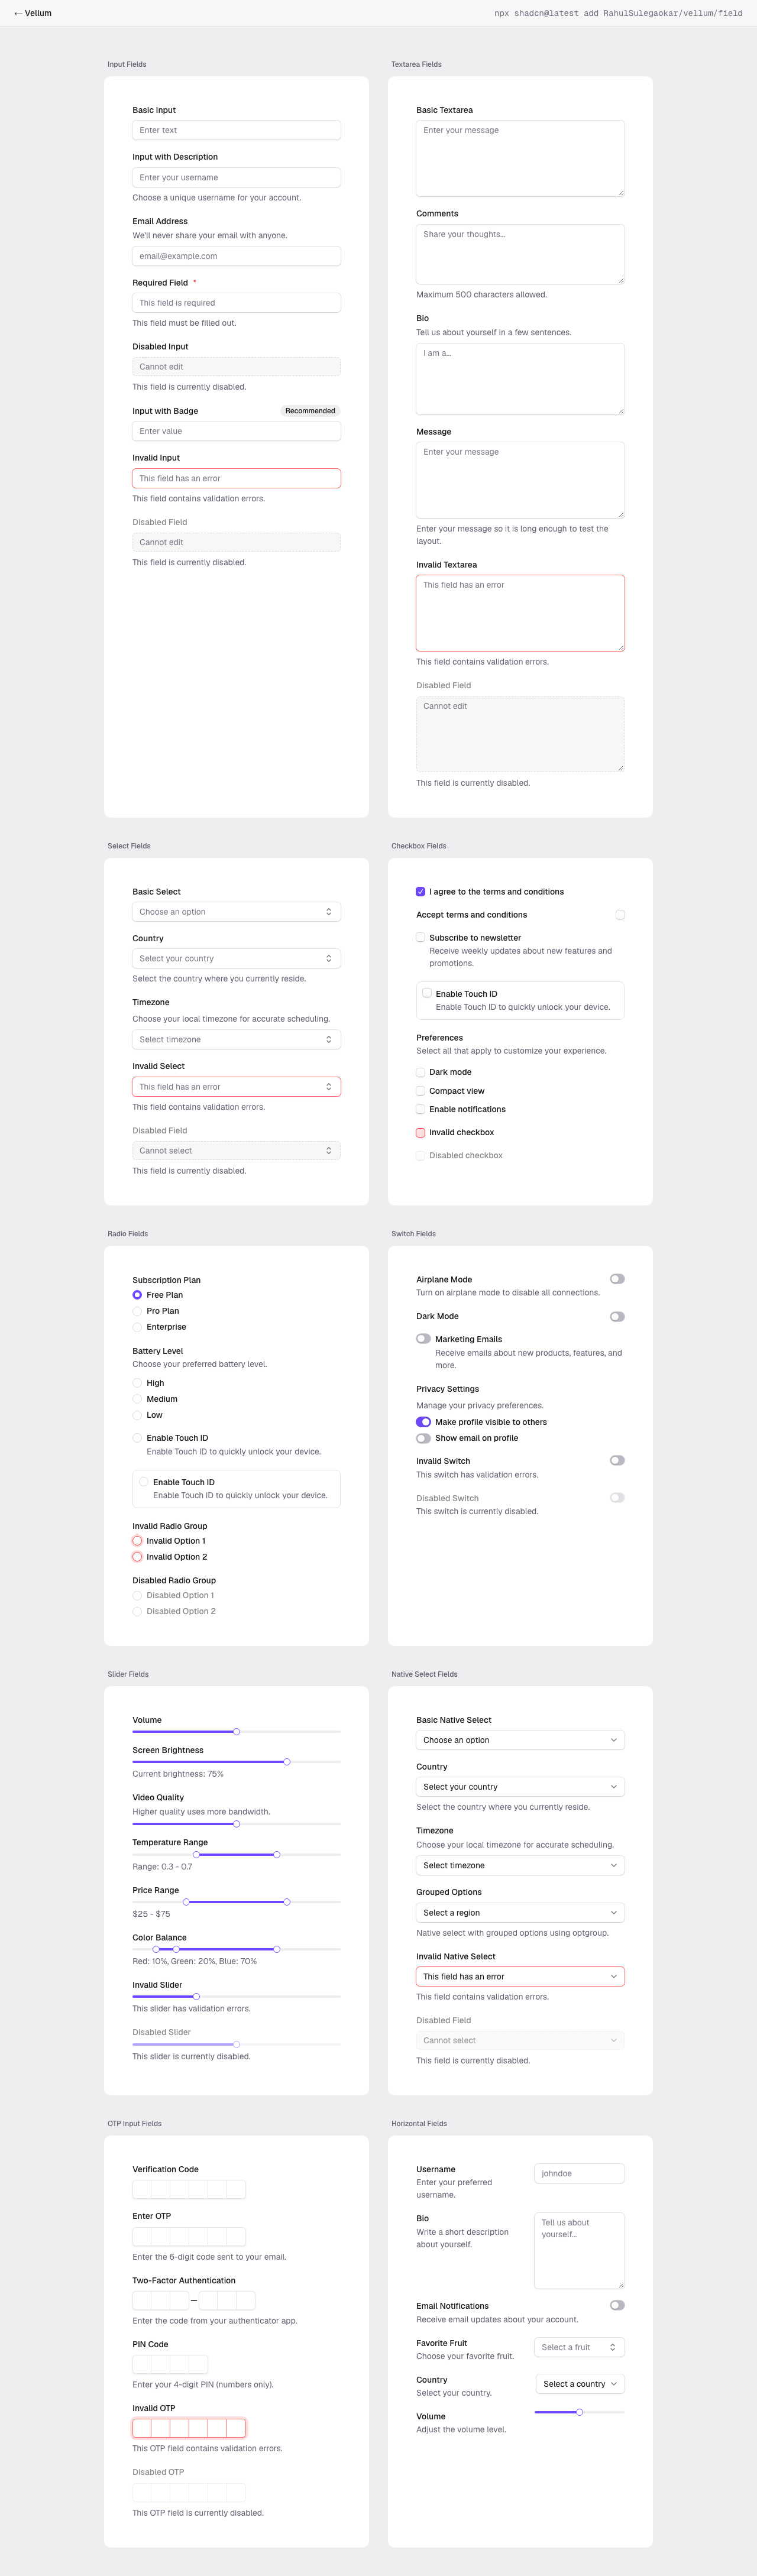 ← Vellum
npx shadcn@latest add RahulSulegaokar/vellum/field
Input Fields
Basic Input
Enter text
Input with Description
Enter your username
Choose a unique username for your account.
Email Address
We'll never share your email with anyone.
email@example.com
Required Field *
This field is required
This field must be filled out.
Disabled Input
Cannot edit
This field is currently disabled.
Input with Badge
Recommended
Enter value
Invalid Input
This field has an error
This field contains validation errors.
Disabled Field
Cannot edit
This field is currently disabled.
Textarea Fields
Basic Textarea
Enter your message
Comments
Share your thoughts...
Maximum 500 characters allowed.
Bio
Tell us about yourself in a few sentences.
I am a...
Message
Enter your message
Enter your message so it is long enough to test the
layout.
Invalid Textarea
This field has an error
This field contains validation errors.
Disabled Field
Cannot edit
This field is currently disabled.
Select Fields
Basic Select
Choose an option
Country
Select your country
Select the country where you currently reside.
Timezone
Choose your local timezone for accurate scheduling.
Select timezone
Invalid Select
This field has an error
This field contains validation errors.
Disabled Field
Cannot select
This field is currently disabled.
Checkbox Fields
I agree to the terms and conditions
Accept terms and conditions
Subscribe to newsletter
Receive weekly updates about new features and
promotions.
Enable Touch ID
Enable Touch ID to quickly unlock your device.
Preferences
Select all that apply to customize your experience.
Dark mode
Compact view
Enable notifications
Invalid checkbox
Disabled checkbox
Radio Fields
Subscription Plan
Free Plan
Pro Plan
Enterprise
Battery Level
Choose your preferred battery level.
High
Medium
Low
Enable Touch ID
Enable Touch ID to quickly unlock your device.
Enable Touch ID
Enable Touch ID to quickly unlock your device.
Invalid Radio Group
Invalid Option 1
Invalid Option 2
Disabled Radio Group
Disabled Option 1
Disabled Option 2
Switch Fields
Airplane Mode
Turn on airplane mode to disable all connections.
Dark Mode
Marketing Emails
Receive emails about new products, features, and
more.
Privacy Settings
Manage your privacy preferences.
Make profile visible to others
Show email on profile
Invalid Switch
This switch has validation errors.
Disabled Switch
This switch is currently disabled.
Slider Fields
Volume
Screen Brightness
Current brightness: 75%
Video Quality
Higher quality uses more bandwidth.
Temperature Range
Range: 0.3 - 0.7
Price Range
$25 - $75
Color Balance
Red: 10%, Green: 20%, Blue: 70%
Invalid Slider
This slider has validation errors.
Disabled Slider
This slider is currently disabled.
Native Select Fields
Basic Native Select
Choose an option
Country
Select your country
Select the country where you currently reside.
Timezone
Choose your local timezone for accurate scheduling.
Select timezone
Grouped Options
Select a region
Native select with grouped options using optgroup.
Invalid Native Select
This field has an error
This field contains validation errors.
Disabled Field
Cannot select
This field is currently disabled.
OTP Input Fields
Verification Code
Enter OTP
Enter the 6-digit code sent to your email.
Two-Factor Authentication
Enter the code from your authenticator app.
PIN Code
Enter your 4-digit PIN (numbers only).
Invalid OTP
This OTP field contains validation errors.
Disabled OTP
This OTP field is currently disabled.
Horizontal Fields
Username
Enter your preferred
username.
johndoe
Bio
Write a short description
about yourself.
Tell us about
yourself...
Email Notifications
Receive email updates about your account.
Favorite Fruit
Choose your favorite fruit.
Select a fruit
Country
Select your country.
Select a country
Volume
Adjust the volume level.